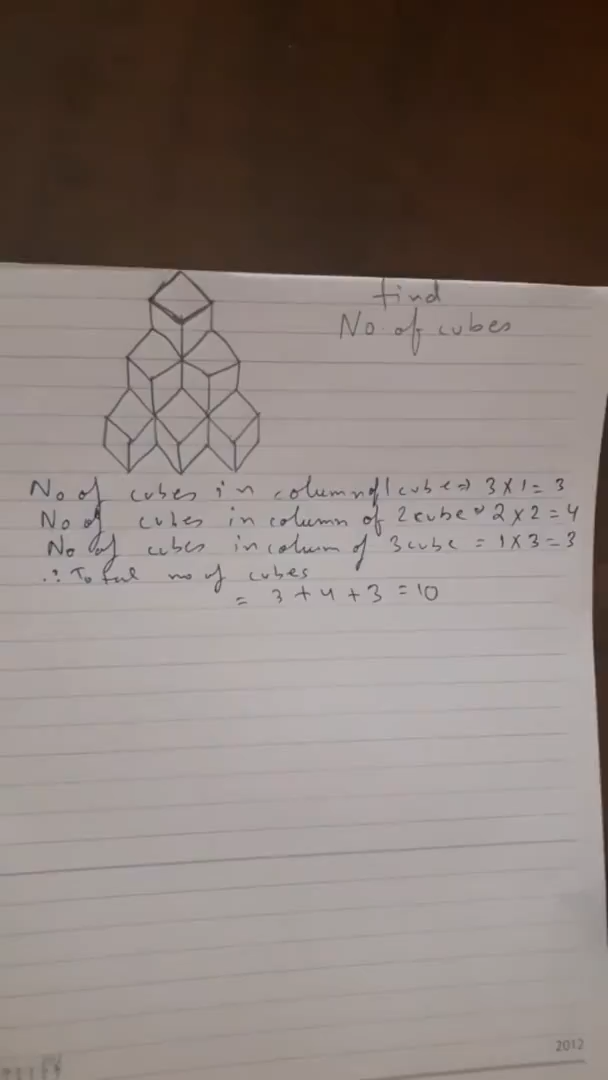 find
No. of cubes
No of cubes in column of 1 cube ⇒ 3 X 1 = 3
No of cubes in column of 2 cube = 2 X 2 = 4
No of cubes in column of 3 cube = 1 X 3 = 3
∴ Total no of cubes
= 3 + 4 + 3 = 10
2012